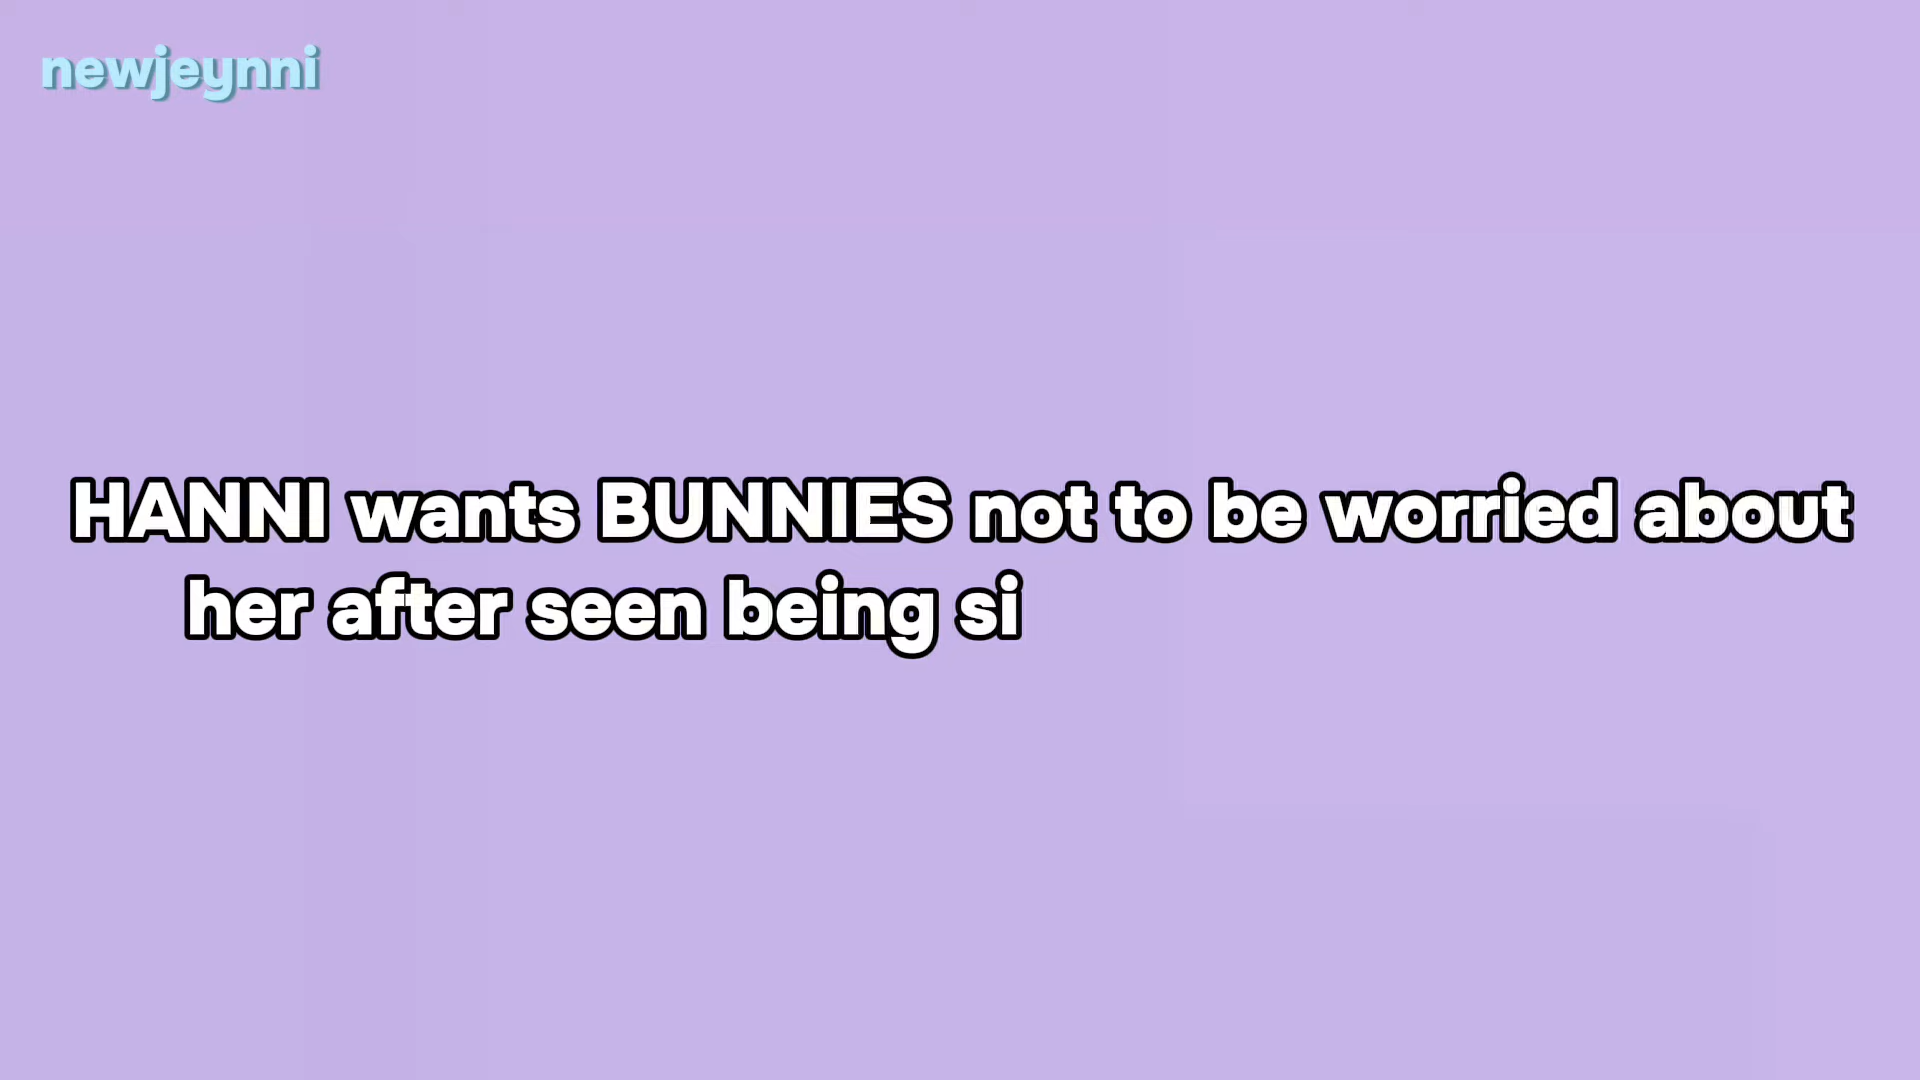 newjeynni
HANNI wants BUNNIES not to be worried about
her after seen being si